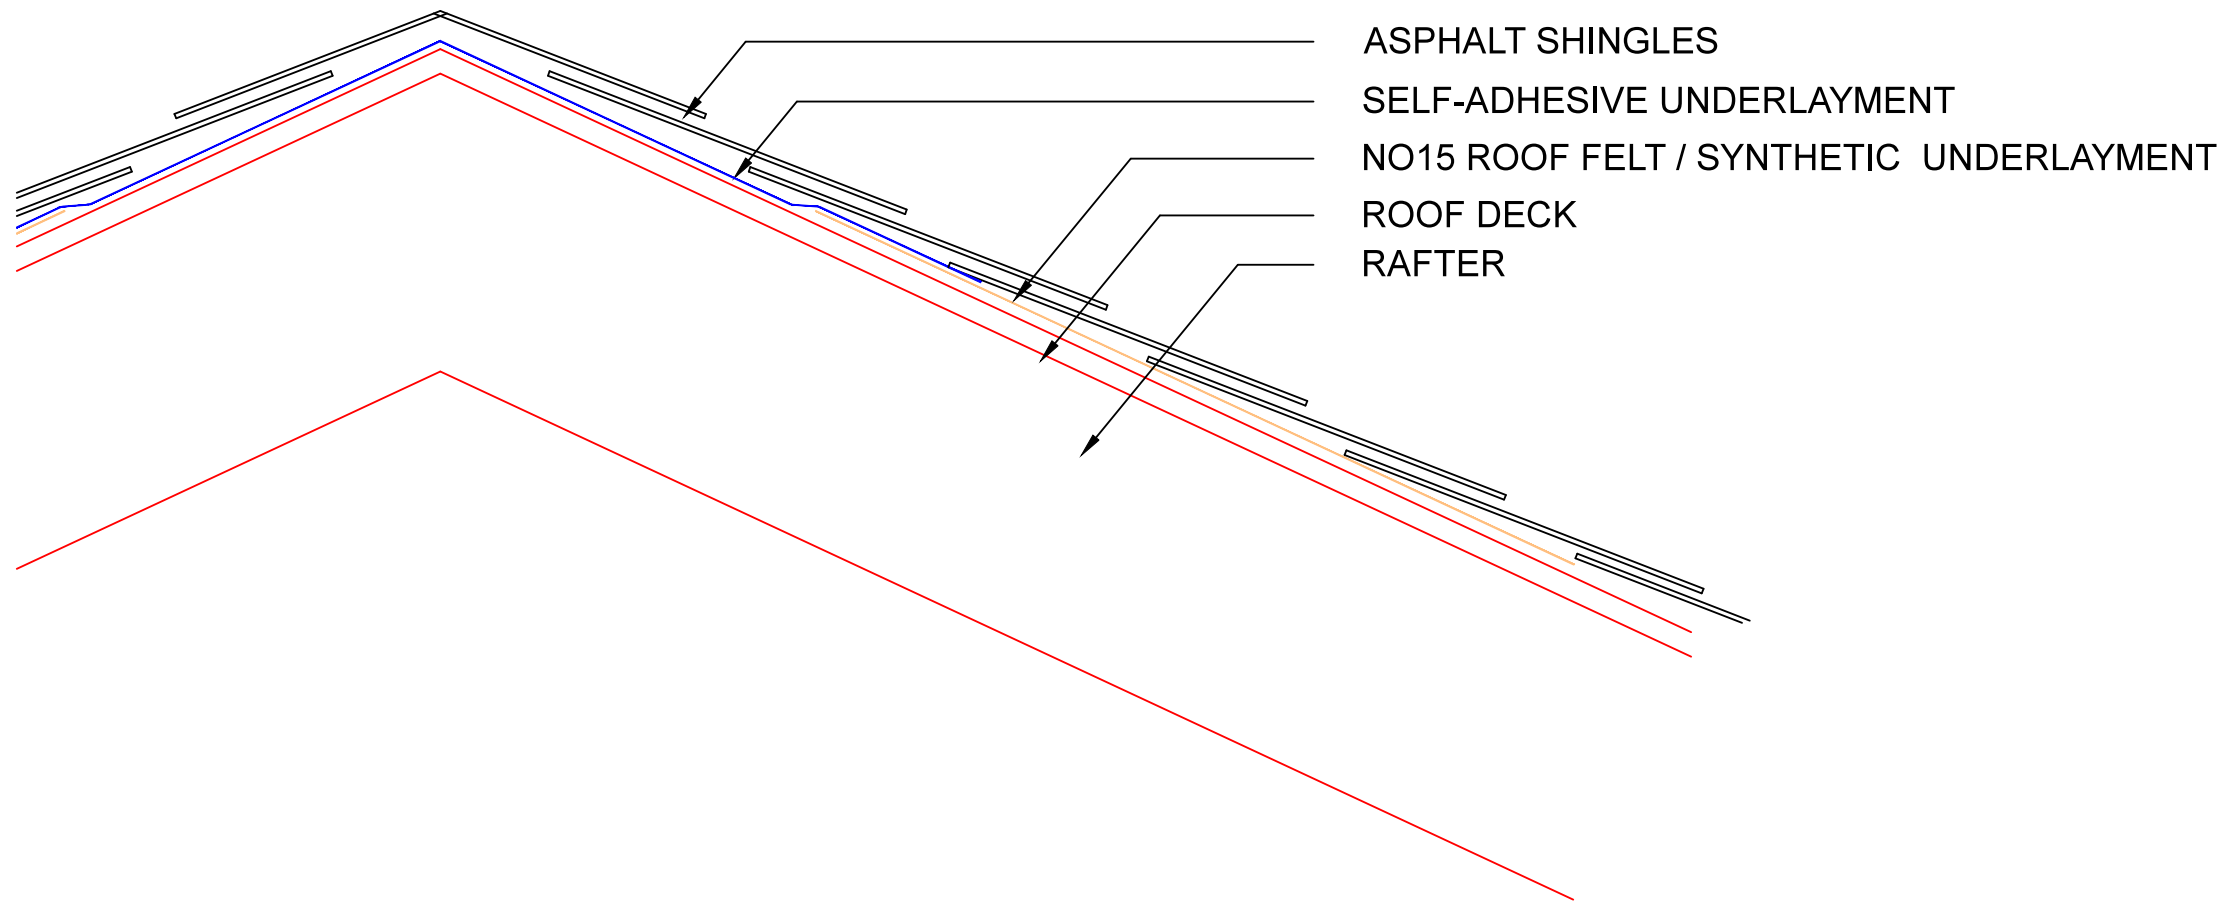 ASPHALT SHINGLES
SELF-ADHESIVE UNDERLAYMENT
NO15 ROOF FELT / SYNTHETIC  UNDERLAYMENT
ROOF DECK
RAFTER